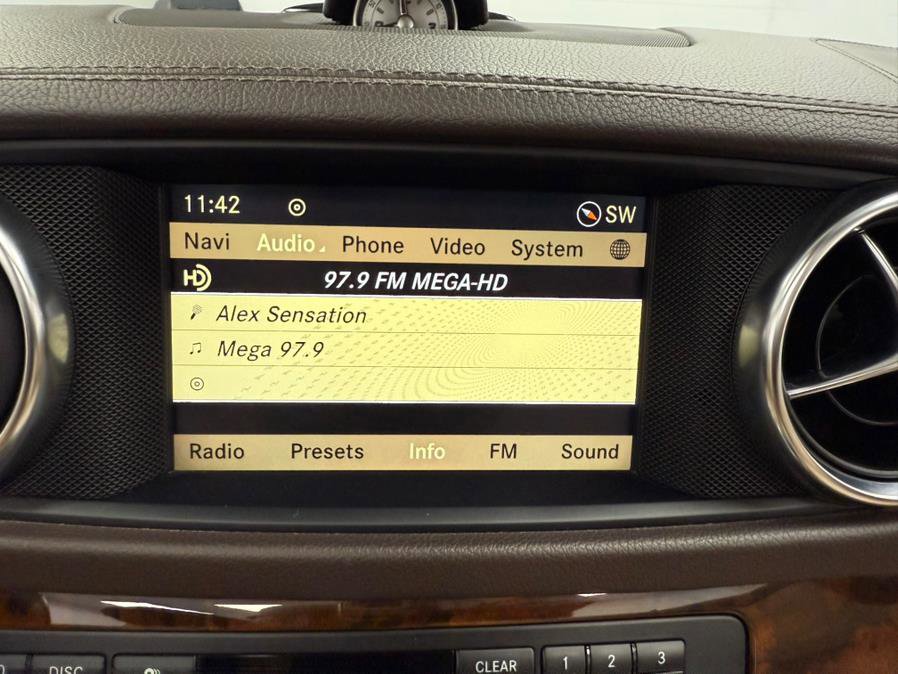 11:42 SW
Navi Audio Phone Video System
HD 97.9 FM MEGA-HD
Alex Sensation
Mega 97.9
Radio Presets Info FM Sound
DISC CLEAR 1 2 3